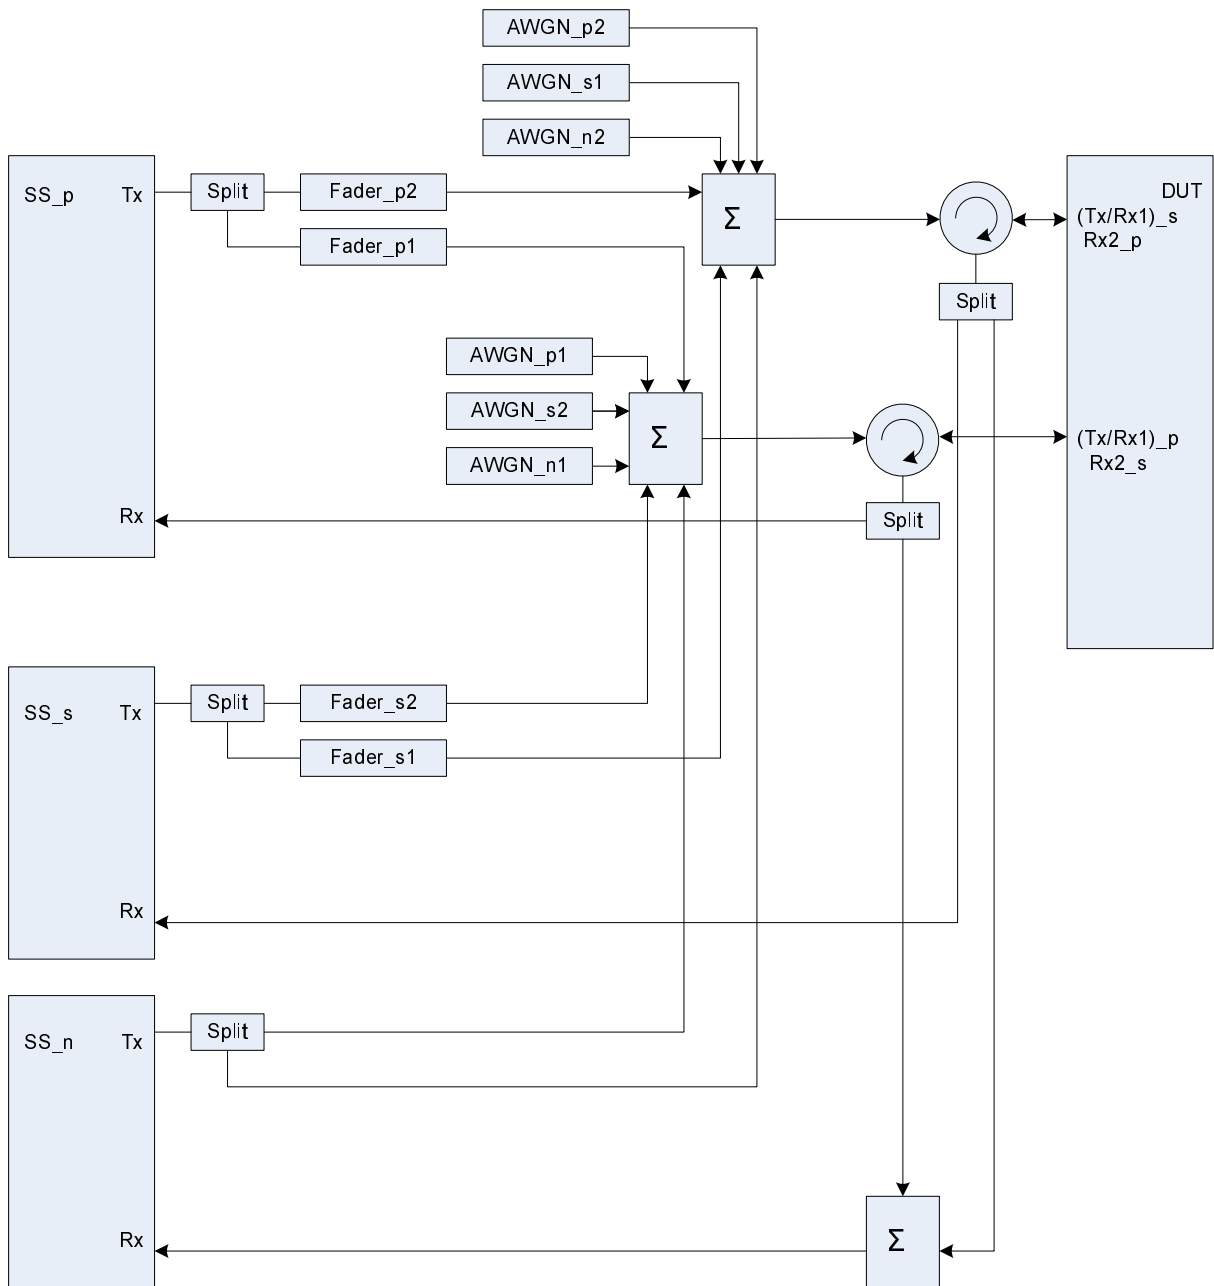 AWGN_p2
AWGN_s1
AWGN_n2
SS_p
Tx
Split
Fader_p2
Fader_p1
Σ
DUT
(Tx/Rx1)_s
Rx2_p
Split
AWGN_p1
AWGN_s2
AWGN_n1
Σ
(Tx/Rx1)_p
Rx2_s
Split
Rx
SS_s
Tx
Split
Fader_s2
Fader_s1
Rx
SS_n
Tx
Split
Rx
Σ